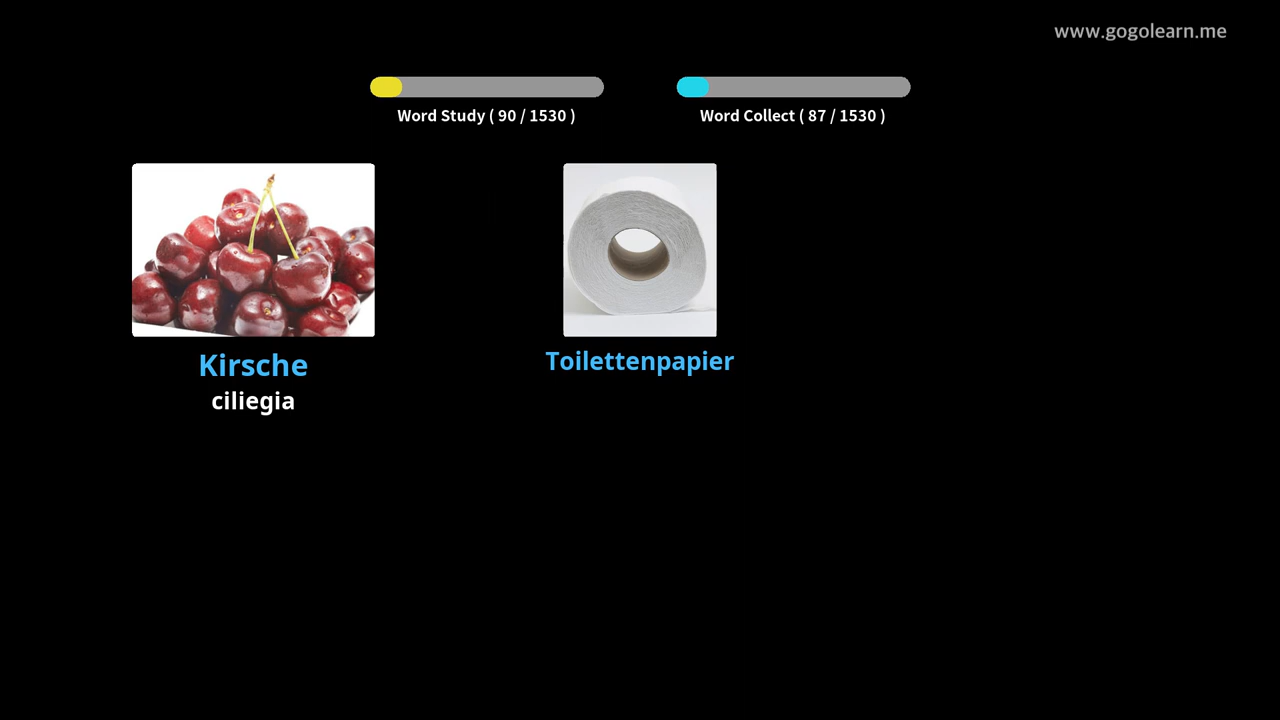 www.gogolearn.me
Word Study ( 90 / 1530 )
Word Collect ( 87 / 1530 )
Kirsche
ciliegia
Toilettenpapier